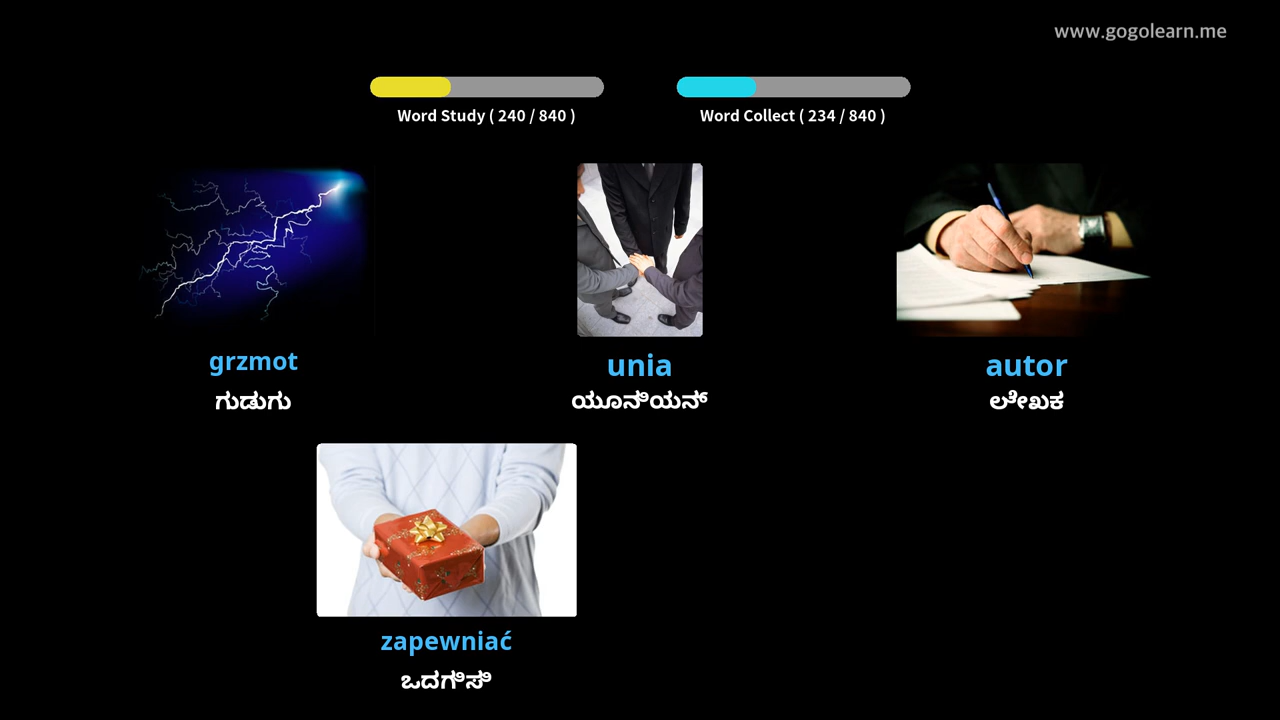 www.gogolearn.me
Word Study ( 240 / 840 )
Word Collect ( 234 / 840 )
grzmot
ಗುಡುಗು
unia
ಯೂನಿಯನ್
autor
ಲೇಖಕ
zapewniać
ಒದಗಿಸಿ